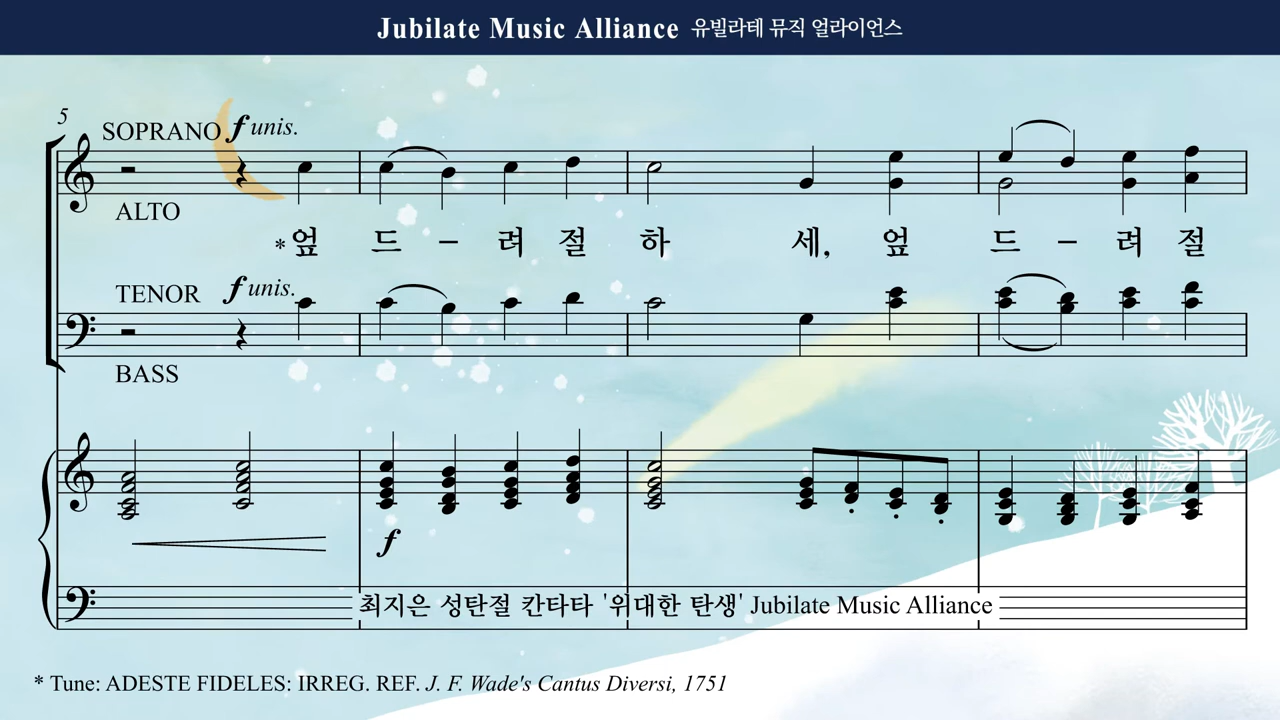 Jubilate Music Alliance 유빌라테 뮤직 얼라이언스
5
SOPRANO f unis.
ALTO
*엎 드 – 려 절 하 세, 엎 드 – 려 절
TENOR f unis.
BASS
f
최지은 성탄절 칸타타 '위대한 탄생' Jubilate Music Alliance
* Tune: ADESTE FIDELES: IRREG. REF. J. F. Wade's Cantus Diversi, 1751